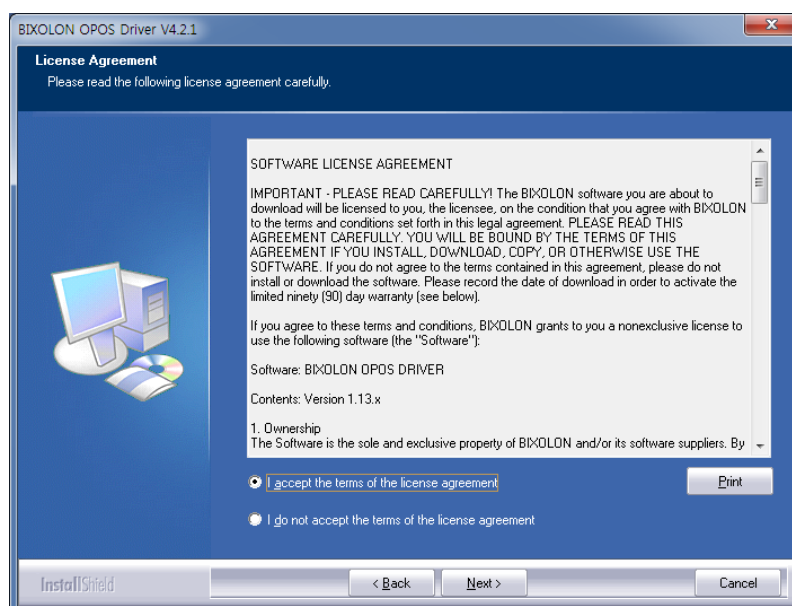 BIXOLON OPOS Driver V4.2.1
License Agreement
Please read the following license agreement carefully.
SOFTWARE LICENSE AGREEMENT
IMPORTANT - PLEASE READ CAREFULLY! The BIXOLON software you are about to
download will be licensed to you, the licensee, on the condition that you agree with BIXOLON
to the terms and conditions set forth in this legal agreement. PLEASE READ THIS
AGREEMENT CAREFULLY. YOU WILL BE BOUND BY THE TERMS OF THIS
AGREEMENT IF YOU INSTALL, DOWNLOAD, COPY, OR OTHERWISE USE THE
SOFTWARE. If you do not agree to the terms contained in this agreement, please do not
install or download the software. Please record the date of download in order to activate the
limited ninety (90) day warranty (see below).
If you agree to these terms and conditions, BIXOLON grants to you a nonexclusive license to
use the following software (the "Software"):
Software: BIXOLON OPOS DRIVER
Contents: Version 1.13.x
1. Ownership
The Software is the sole and exclusive property of BIXOLON and/or its software suppliers. By
I accept the terms of the license agreement
Print
I do not accept the terms of the license agreement
InstallShield
< Back
Next >
Cancel